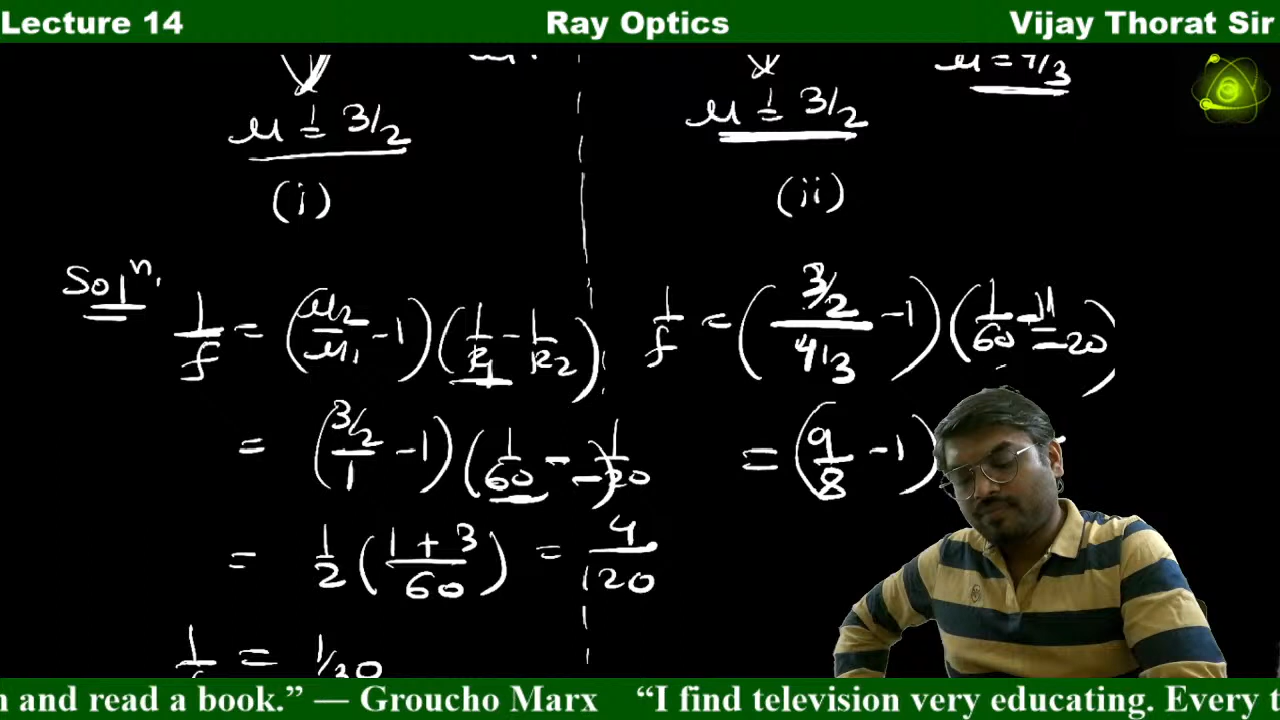 Lecture 14
Ray Optics
Vijay Thorat Sir
μ = 3/2
(i)
μ = 4/3
μ = 3/2
(ii)
Solⁿ.
1/f = (μ₂/μ₁ - 1) (1/R₁ - 1/R₂)
= (3/2/1 - 1) (1/60 - 1/-20)
= 1/2 (1 + 3/60) = 4/120
1/f = 1/30
1/f = (3/2/4/3 - 1) (1/60 - 1/-20)
= (9/8 - 1)
and read a book.” — Groucho Marx “I find television very educating. Every